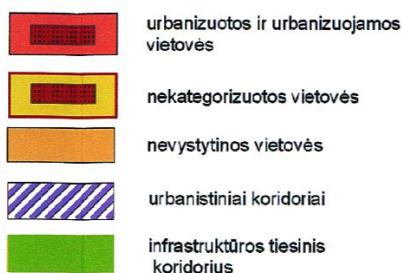 urbanizuotos ir urbanizuojamos
vietovės
nekategorizuotos vietovės
nevystytinos vietovės
urbanistiniai koridoriai
infrastruktūros tiesinis
koridorius